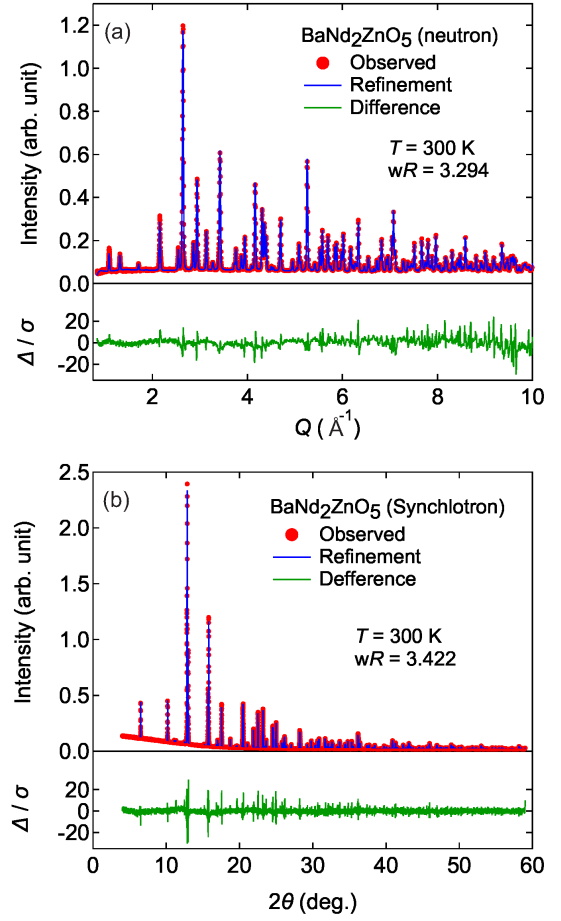 (a)
BaNd2ZnO5 (neutron)
Observed
Refinement
Difference
T = 300 K
wR = 3.294
Intensity (arb. unit)
1.2
1.0
0.8
0.6
0.4
0.2
0.0
Δ / σ
20
0
-20
2
4
6
8
10
Q ( Å-1)
(b)
BaNd2ZnO5 (Synchlotron)
Observed
Refinement
Defference
T = 300 K
wR = 3.422
Intensity (arb. unit)
2.5
2.0
1.5
1.0
0.5
0.0
Δ / σ
20
0
-20
0
10
20
30
40
50
60
2θ (deg.)